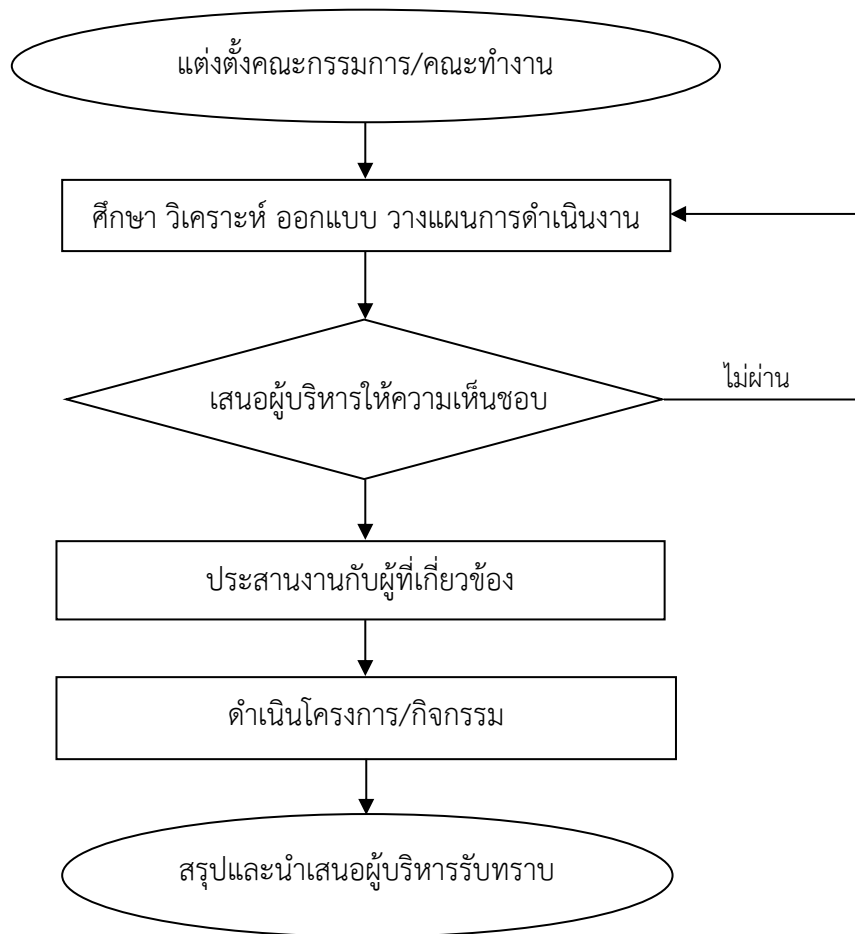 แต่งตั้งคณะกรรมการ/คณะทำงาน
ศึกษา วิเคราะห์ ออกแบบ วางแผนการดำเนินงาน
เสนอผู้บริหารให้ความเห็นชอบ
ไม่ผ่าน
ประสานงานกับผู้ที่เกี่ยวข้อง
ดำเนินโครงการ/กิจกรรม
สรุปและนำเสนอผู้บริหารรับทราบ